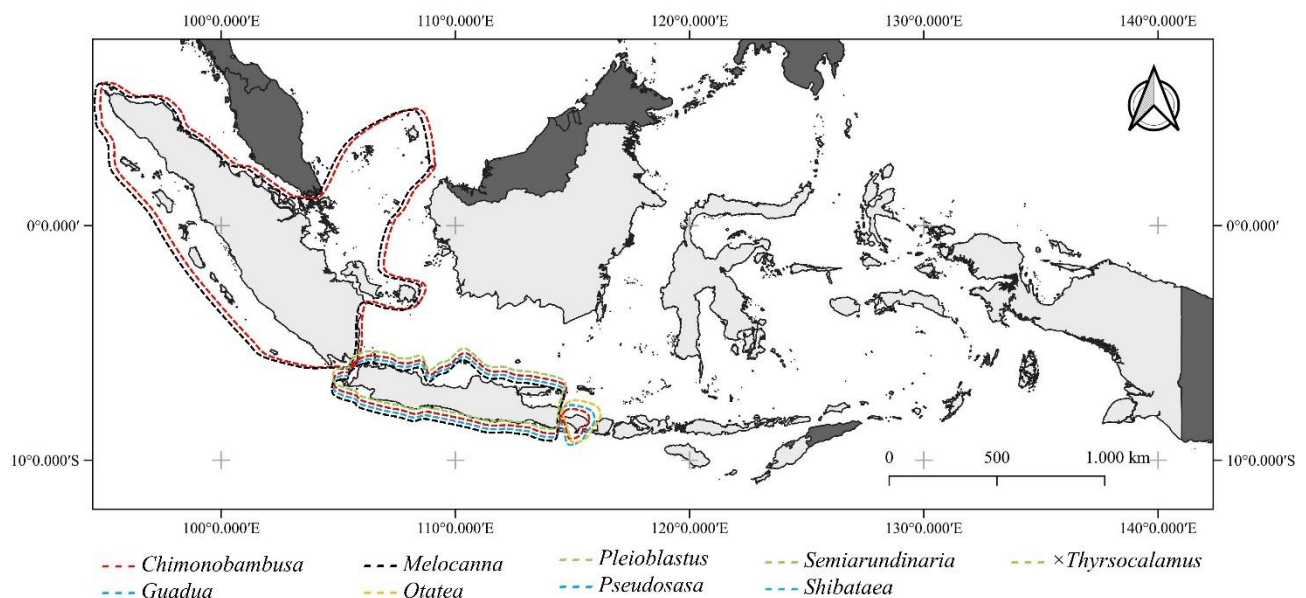 100°0.000′E 110°0.000′E 120°0.000′E 130°0.000′E 140°0.000′E
0°0.000′ 0°0.000′
10°0.000′S 10°0.000′S
0 500 1.000 km
100°0.000′E 110°0.000′E 120°0.000′E 130°0.000′E 140°0.000′E
Chimonobambusa Melocanna Pleioblastus Semiarundinaria ×Thyrsocalamus
Guadua Otatea Pseudosasa Shibataea